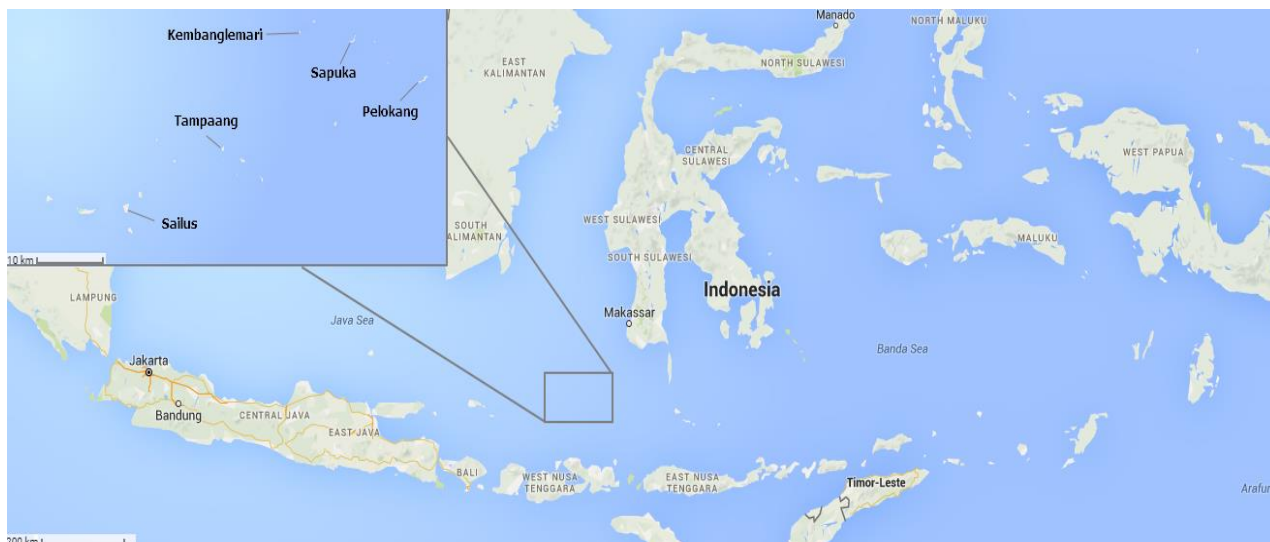 Kembanglemari
Sapuka
Pelokang
Tampaang
Sailus
10 km
Manado
NORTH MALUKU
EAST
KALIMANTAN
NORTH SULAWESI
CENTRAL
SULAWESI
WEST PAPUA
SOUTH
KALIMANTAN
WEST SULAWESI
SOUTH SULAWESI
MALUKU
LAMPUNG
Indonesia
Makassar
Java Sea
Banda Sea
Jakarta
Bandung
CENTRAL JAVA
EAST JAVA
BALI
WEST NUSA
TENGGARA
EAST NUSA
TENGGARA
Timor-Leste
Arafur
200 km